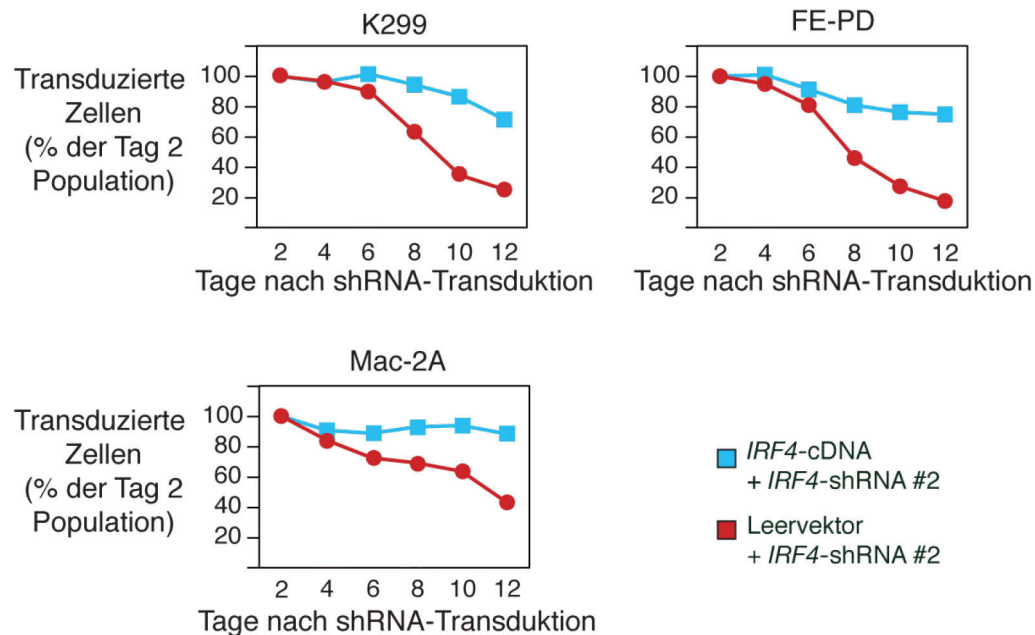 K299
Transduzierte
Zellen
(% der Tag 2
Population)
100
80
60
40
20
2 4 6 8 10 12
Tage nach shRNA-Transduktion
FE-PD
100
80
60
40
20
2 4 6 8 10 12
Tage nach shRNA-Transduktion
Mac-2A
Transduzierte
Zellen
(% der Tag 2
Population)
100
80
60
40
20
2 4 6 8 10 12
Tage nach shRNA-Transduktion
IRF4-cDNA
+ IRF4-shRNA #2
Leervektor
+ IRF4-shRNA #2